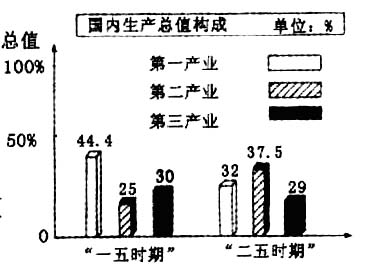 国内生产总值构成 单位：%
总值
100%
第一产业
第二产业
第三产业
50%
44.4 25 30 32 37.5 29
0
“一五时期” “二五时期”